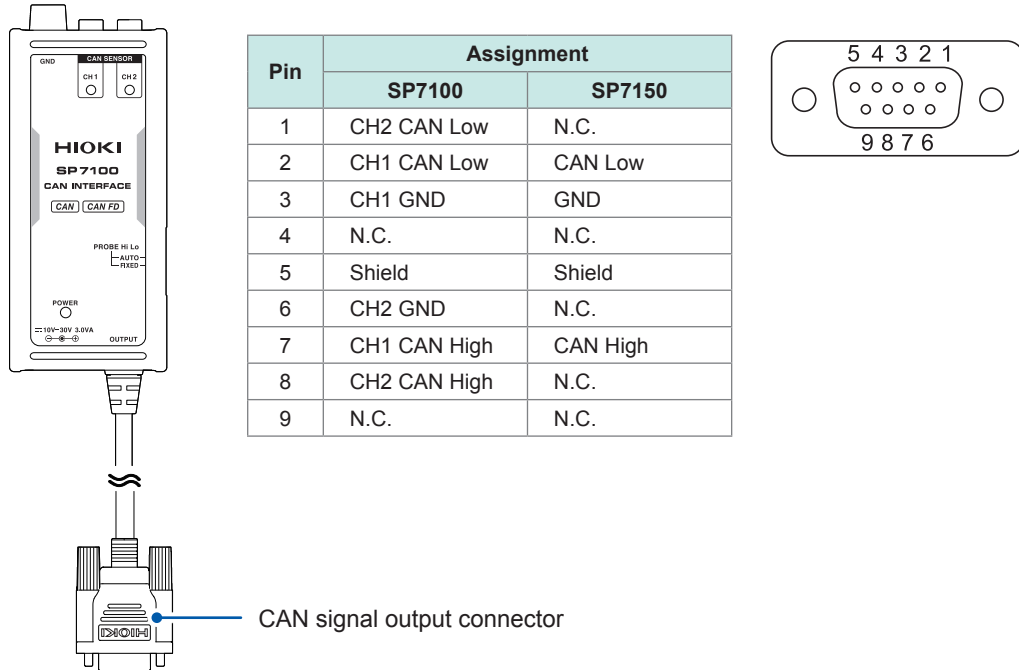 GND
CAN SENSOR
CH 1
CH 2
HIOKI
SP7100
CAN INTERFACE
CAN CAN FD
PROBE Hi Lo
AUTO
FIXED
POWER
10V-30V 3.0VA
OUTPUT
HIOKI
CAN signal output connector
Pin Assignment
SP7100 SP7150
1 CH2 CAN Low N.C.
2 CH1 CAN Low CAN Low
3 CH1 GND GND
4 N.C. N.C.
5 Shield Shield
6 CH2 GND N.C.
7 CH1 CAN High CAN High
8 CH2 CAN High N.C.
9 N.C. N.C.
5 4 3 2 1
9 8 7 6